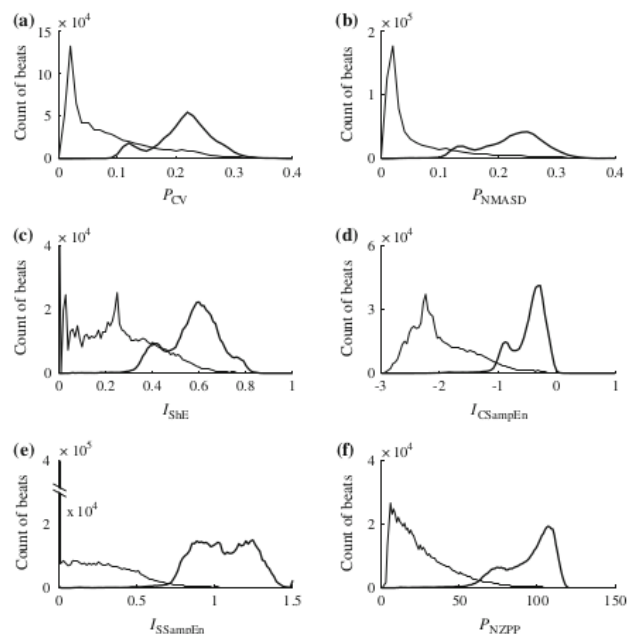 (a)
× 10⁴
15
10
5
0
Count of beats
0 0.1 0.2 0.3 0.4
P_CV
(b)
× 10⁵
2
1
0
Count of beats
0 0.1 0.2 0.3 0.4
P_NMASD
(c)
× 10⁴
4
2
0
Count of beats
0 0.2 0.4 0.6 0.8 1
I_ShE
(d)
× 10⁴
6
3
0
Count of beats
-3 -2 -1 0 1
I_CSampEn
(e)
× 10⁵
4
x 10⁴
2
0
Count of beats
0 0.5 1 1.5
I_SSampEn
(f)
× 10⁴
4
2
0
Count of beats
0 50 100 150
P_NZPP